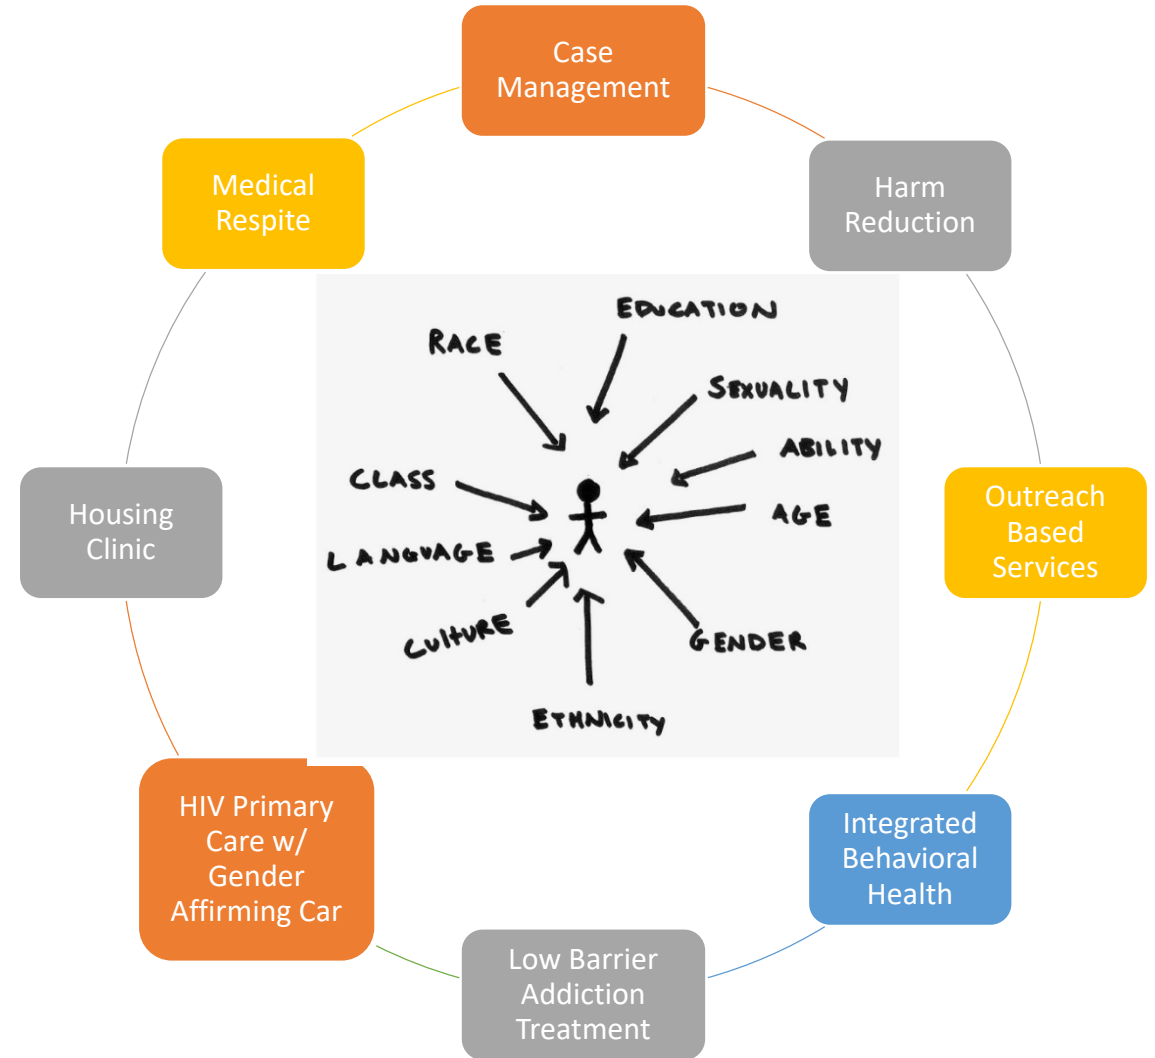 Case
Management
Medical
Respite
Harm
Reduction
EDUCATION
RACE
SEXUALITY
ABILITY
CLASS
AGE
LANGUAGE
CULTURE
GENDER
ETHNICITY
Housing
Clinic
Outreach
Based
Services
HIV Primary
Care w/
Gender
Affirming Car
Integrated
Behavioral
Health
Low Barrier
Addiction
Treatment